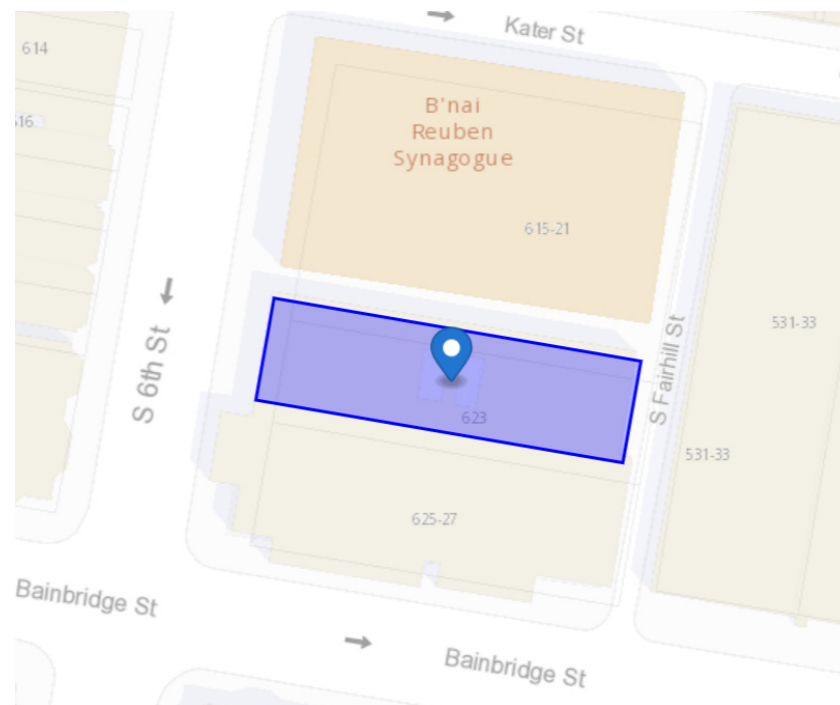 Kater St
614
B'nai
Reuben
Synagogue
615-21
S 6th St
S Fairhill St
531-33
623
531-33
625-27
Bainbridge St
Bainbridge St